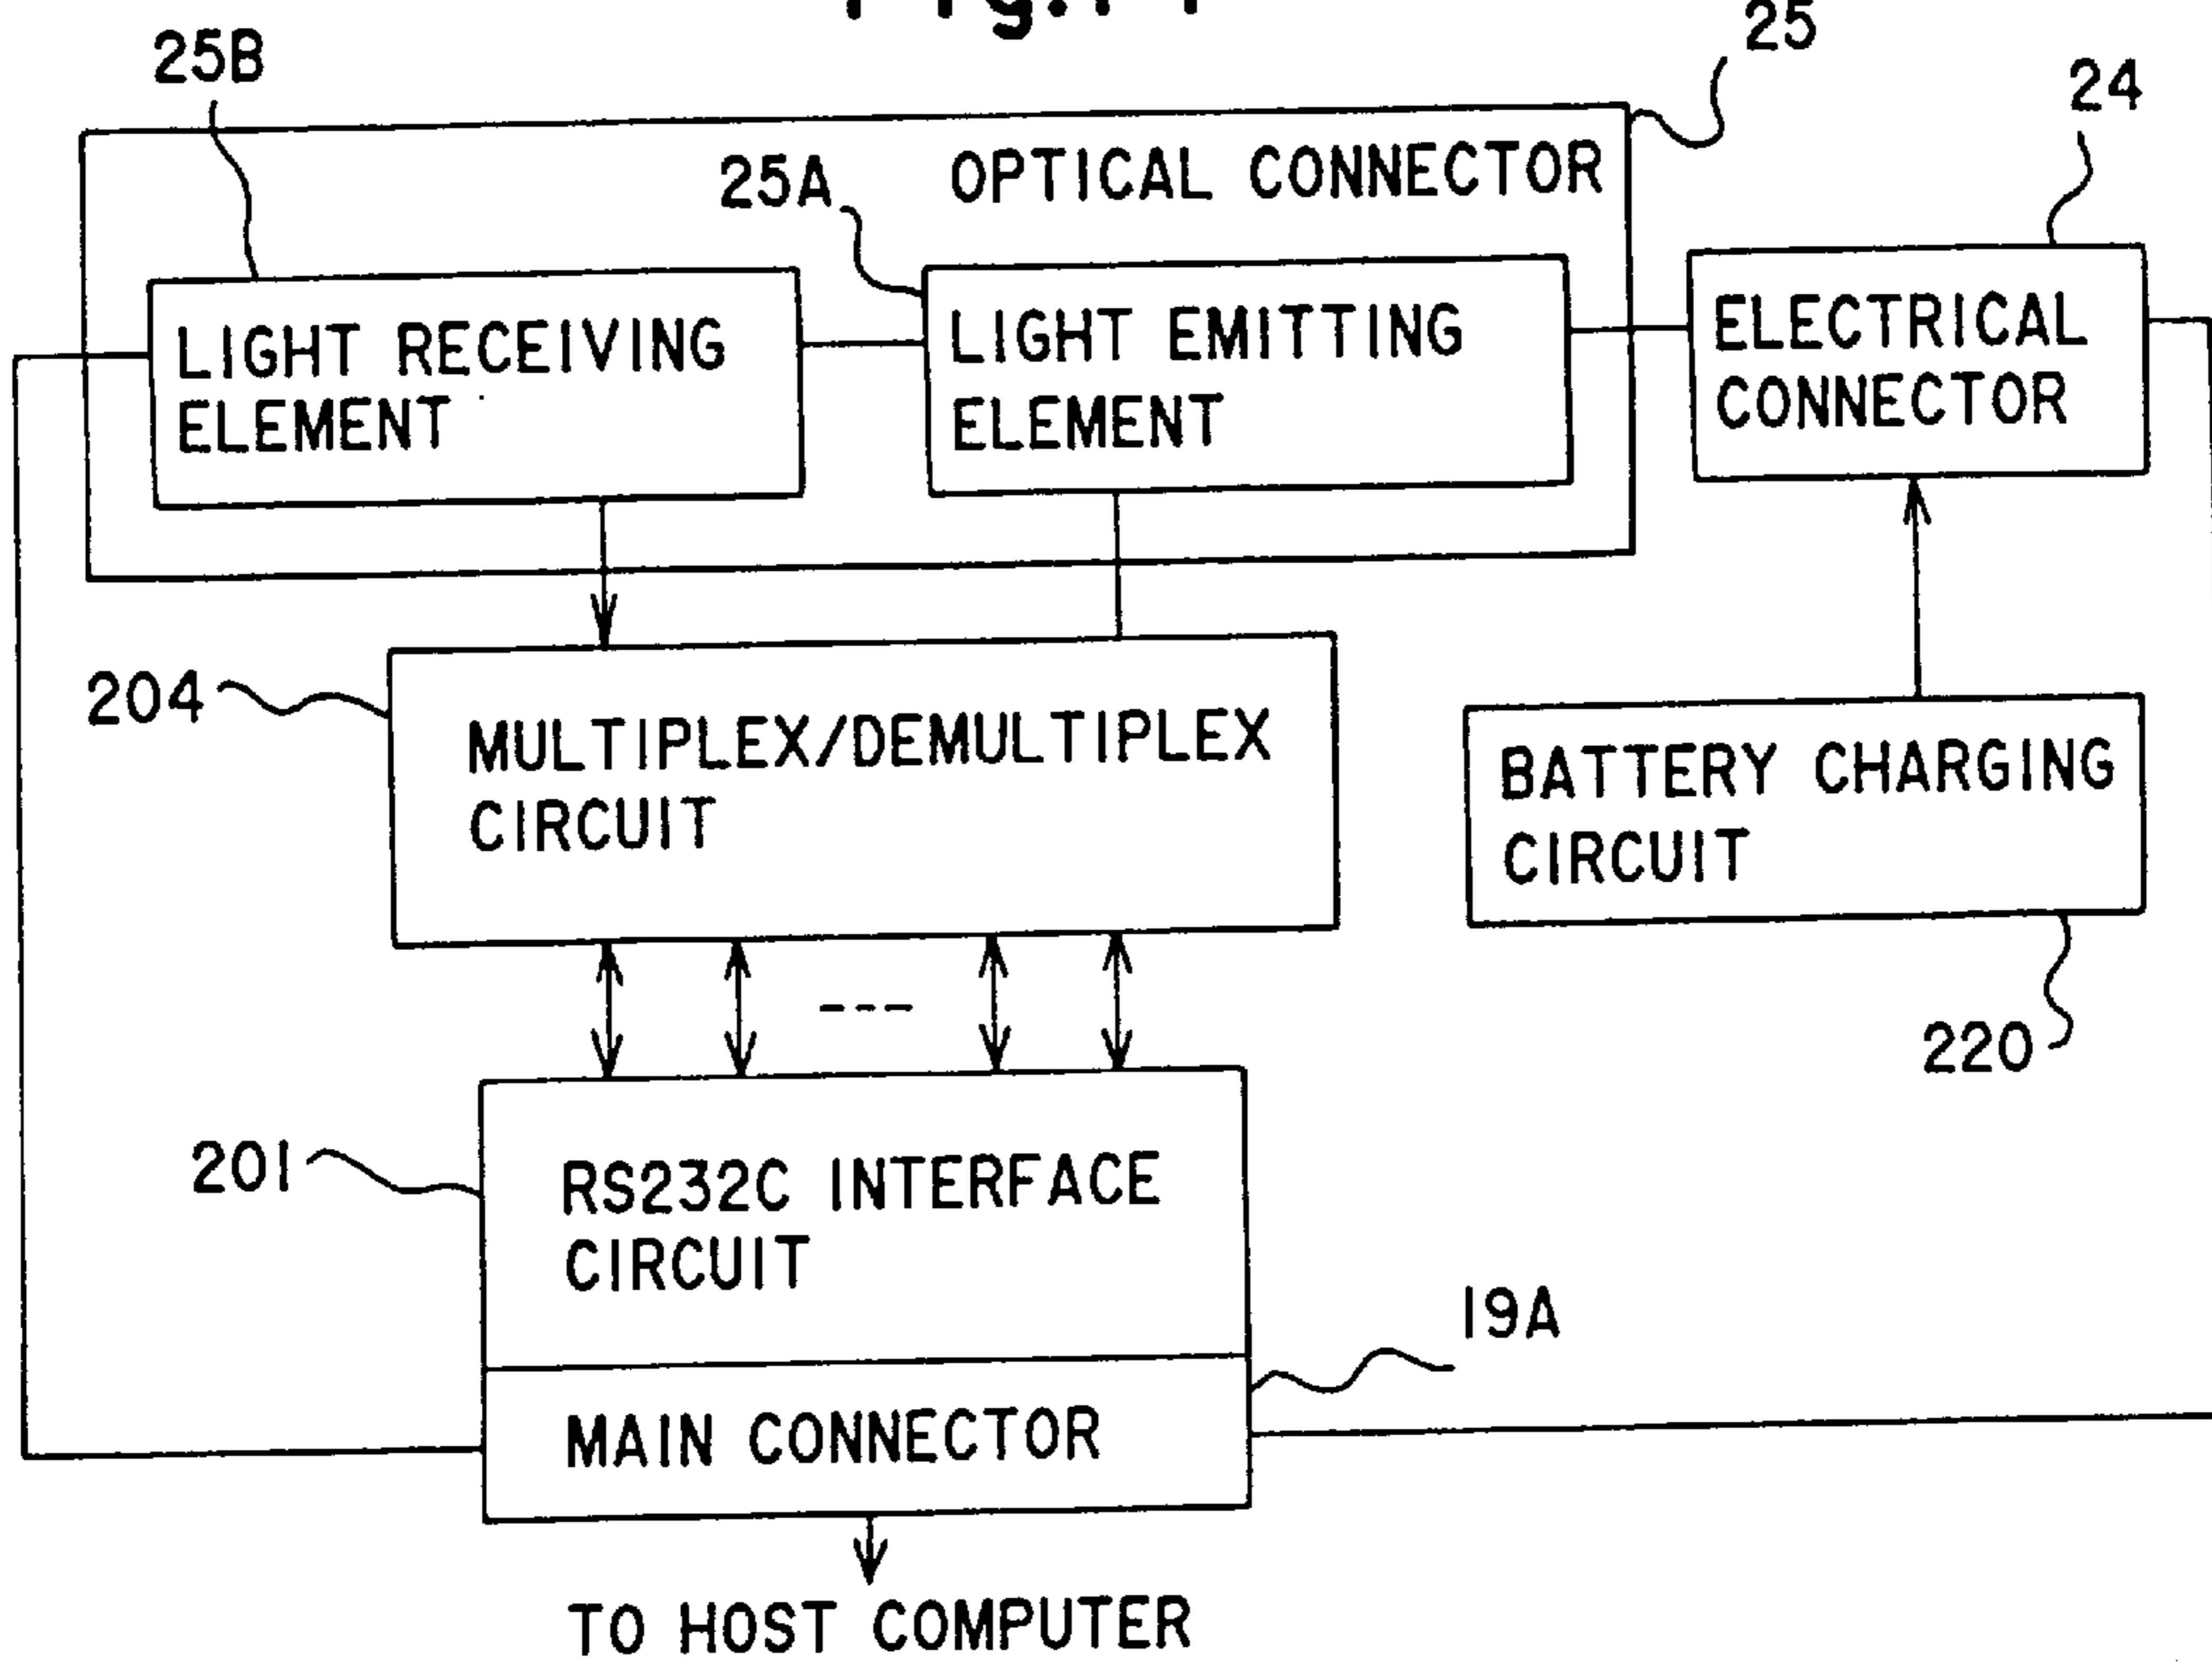 25
25B
24
25A
OPTICAL CONNECTOR
LIGHT RECEIVING
ELEMENT
LIGHT EMITTING
ELEMENT
ELECTRICAL
CONNECTOR
204
MULTIPLEX/DEMULTIPLEX
CIRCUIT
BATTERY CHARGING
CIRCUIT
220
---
201
RS232C INTERFACE
CIRCUIT
19A
MAIN CONNECTOR
TO HOST COMPUTER